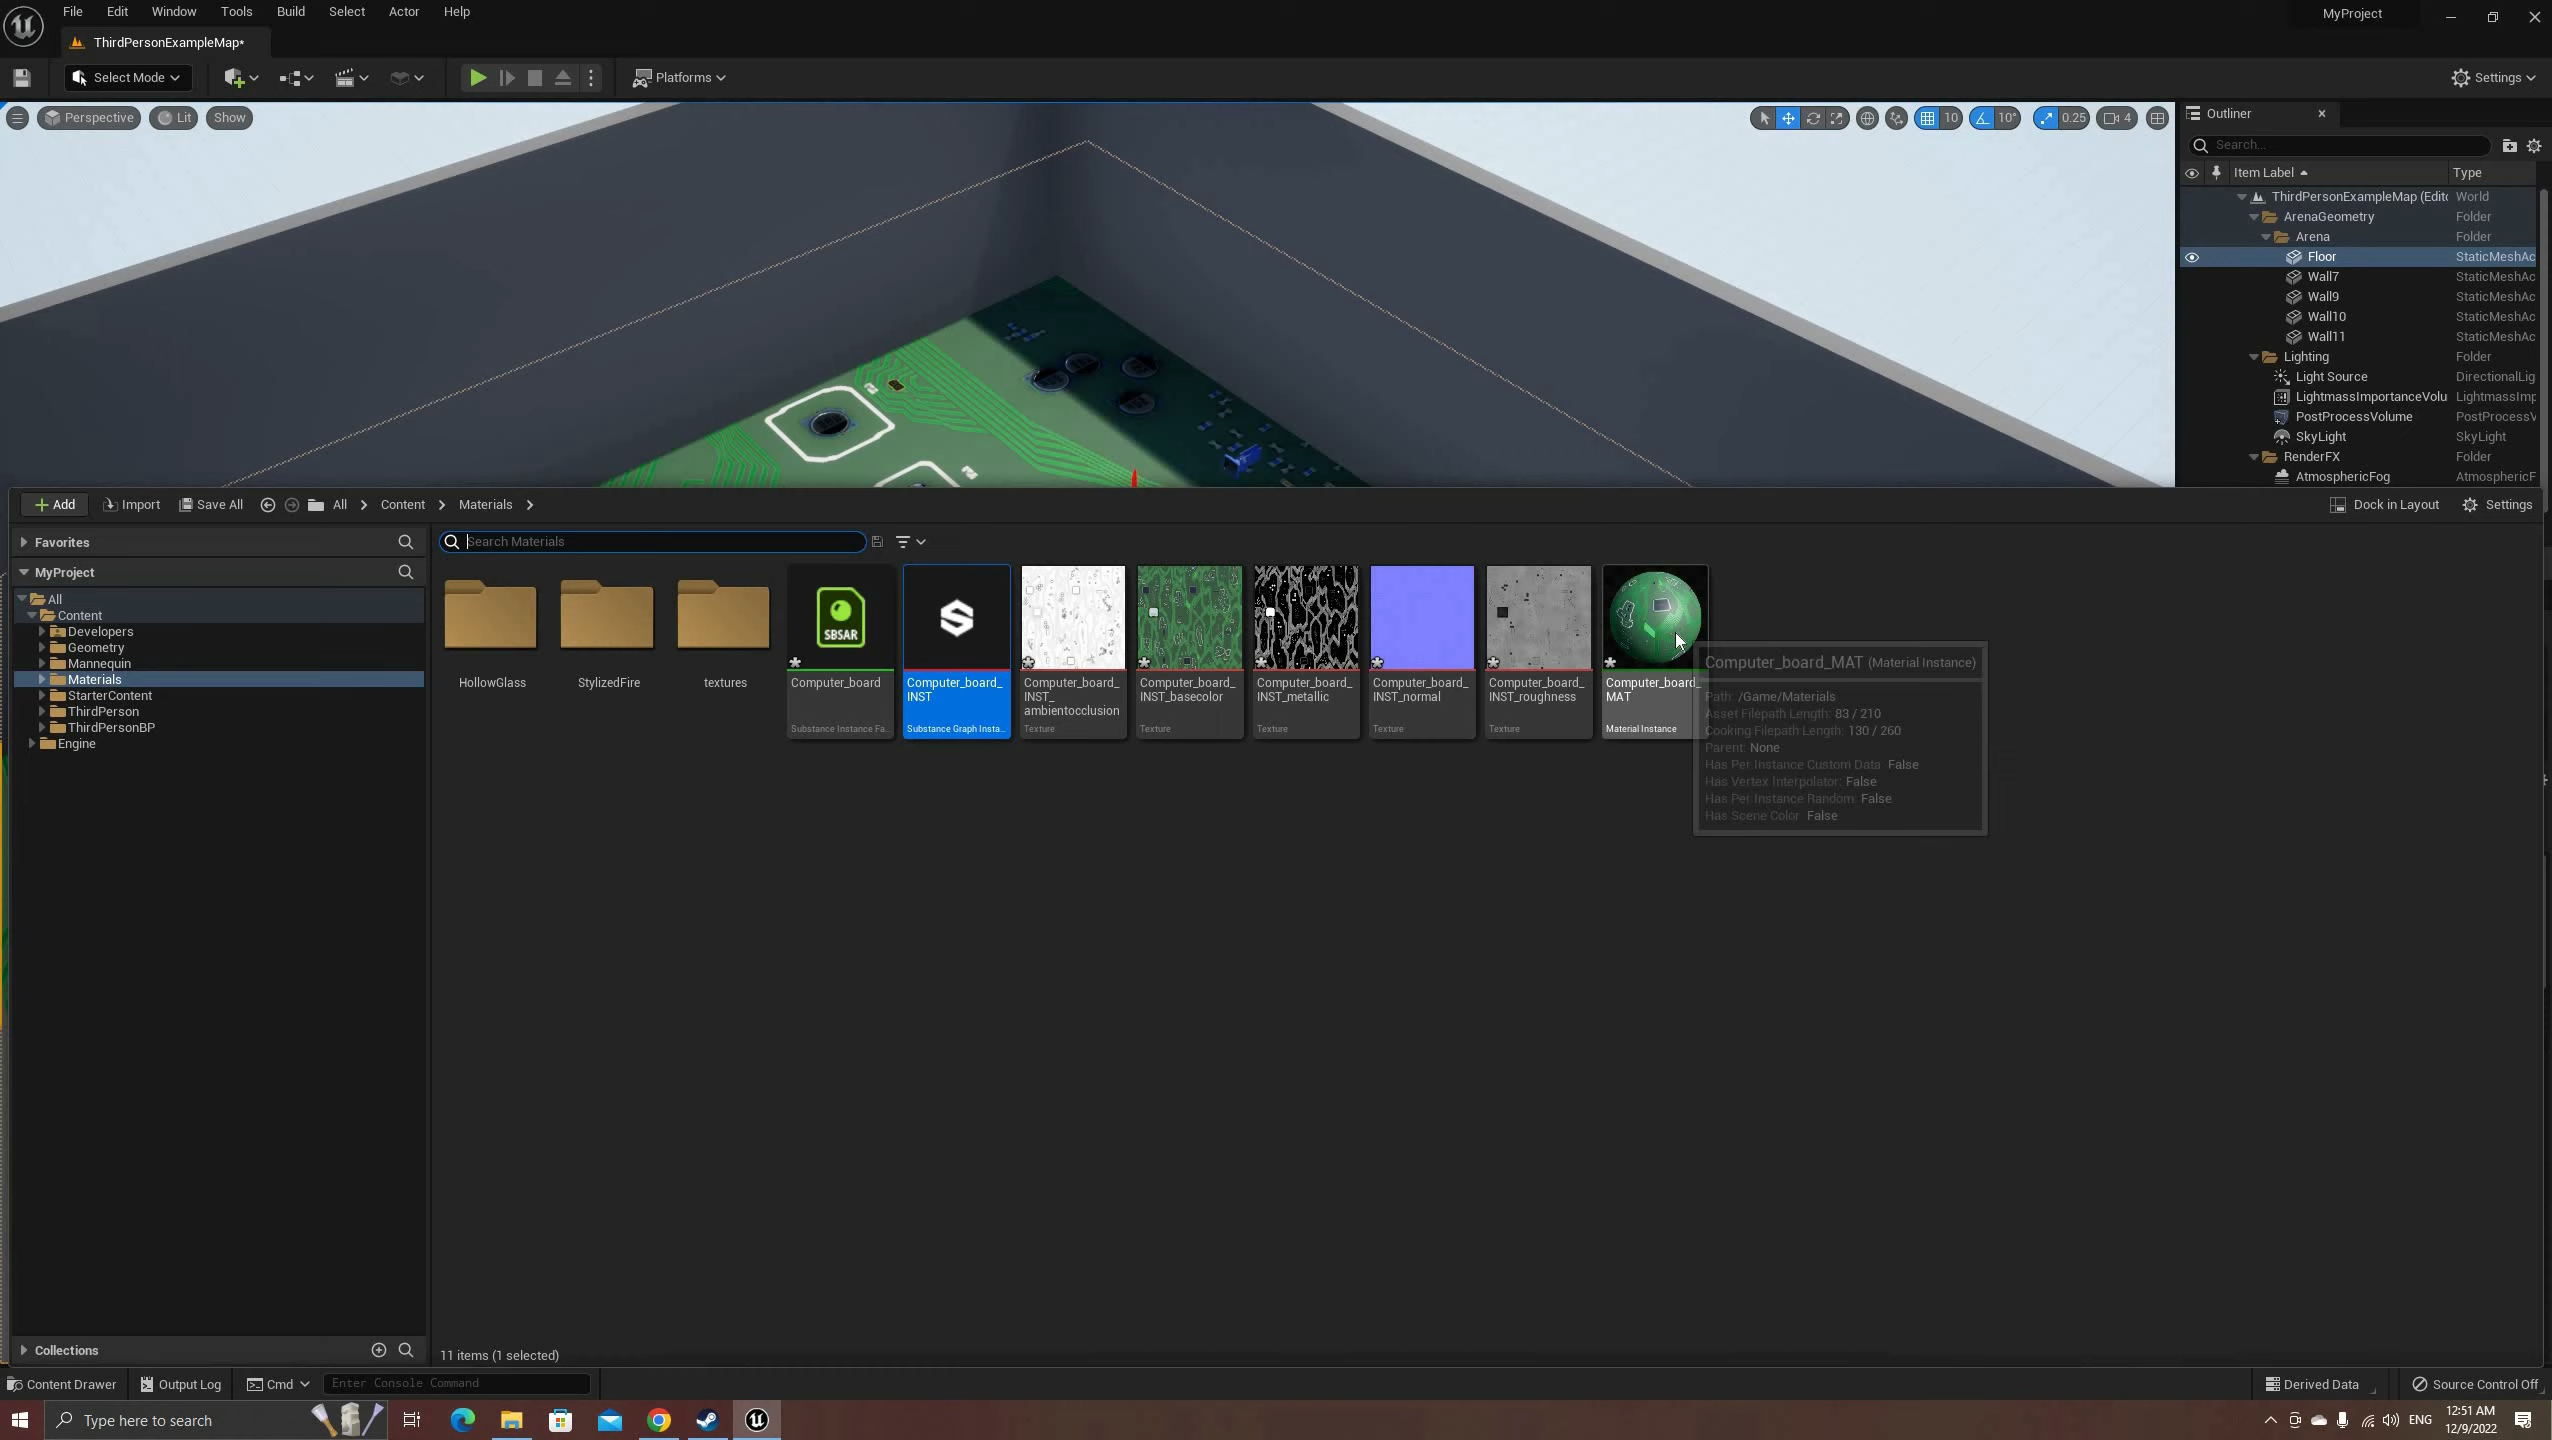 File Edit Window Tools Build Select Actor Help
MyProject
ThirdPersonExampleMap*
Select Mode
Platforms
Settings
Perspective Lit Show
10 10° 0.25 4
Outliner
Search...
Item Label Type
ThirdPersonExampleMap (Edito World
ArenaGeometry Folder
Arena Folder
Floor StaticMeshAc
Wall7 StaticMeshAc
Wall9 StaticMeshAc
Wall10 StaticMeshAc
Wall11 StaticMeshAc
Lighting Folder
Light Source DirectionalLig
LightmassImportanceVolu LightmassImp
PostProcessVolume PostProcessV
SkyLight SkyLight
RenderFX Folder
AtmosphericFog AtmosphericF
Add Import Save All All Content Materials
Dock in Layout Settings
Favorites
Search Materials
MyProject
All
Content
Developers
Geometry
Mannequin
Materials
StarterContent
ThirdPerson
ThirdPersonBP
Engine
HollowGlass
StylizedFire
textures
SBSAR
Computer_board
Substance Instance Fa...
Computer_board_
INST
Substance Graph Insta...
Computer_board_
INST_
ambientocclusion
Texture
Computer_board_
INST_basecolor
Texture
Computer_board_
INST_metallic
Texture
Computer_board_
INST_normal
Texture
Computer_board_
INST_roughness
Texture
Computer_board_
MAT
Material Instance
Computer_board_MAT (Material Instance)
Path: /Game/Materials
Asset Filepath Length: 83 / 210
Cooking Filepath Length: 130 / 260
Parent: None
Has Per Instance Custom Data False
Has Vertex Interpolator: False
Has Per Instance Random: False
Has Scene Color False
Collections
11 items (1 selected)
Content Drawer Output Log Cmd Enter Console Command
Derived Data Source Control Off
Type here to search
ENG
12:51 AM
12/9/2022